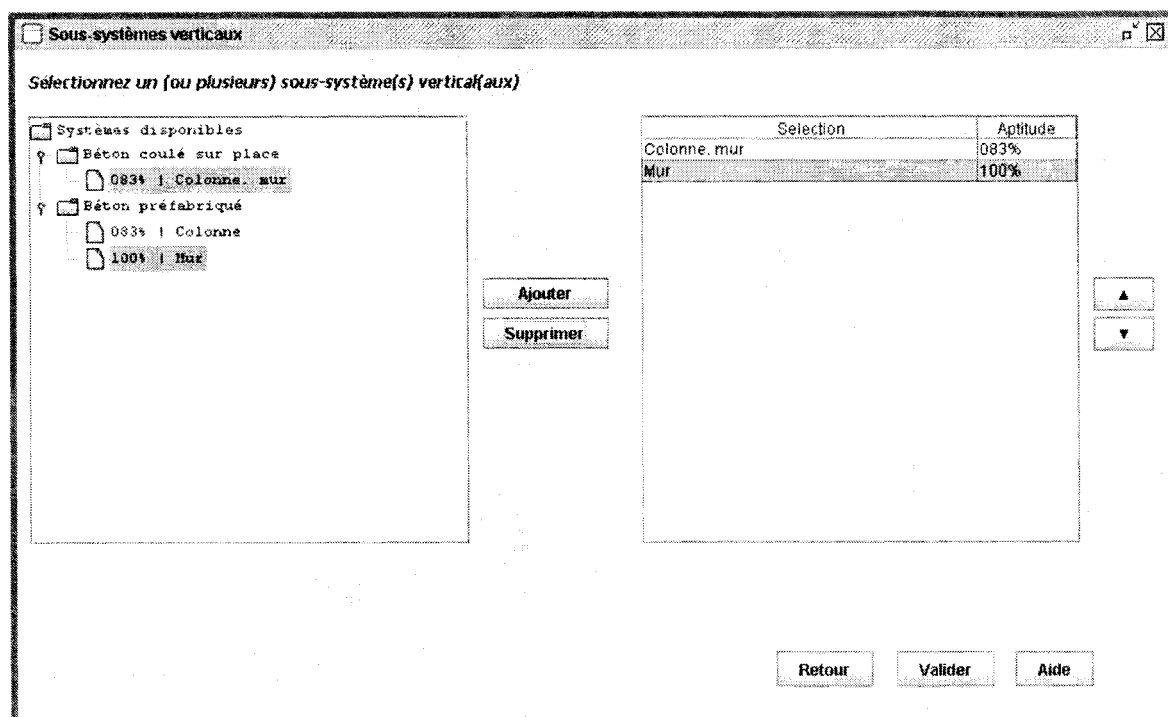 Sous-systèmes verticaux
Sélectionnez un (ou plusieurs) sous-système(s) vertical(aux)
Systèmes disponibles
Béton coulé sur place
083% | Colonne. mur
Béton préfabriqué
083% | Colonne
100% | Mur
Ajouter
Supprimer
Selection Aptitude
Colonne. mur 083%
Mur 100%
▲
▼
Retour Valider Aide